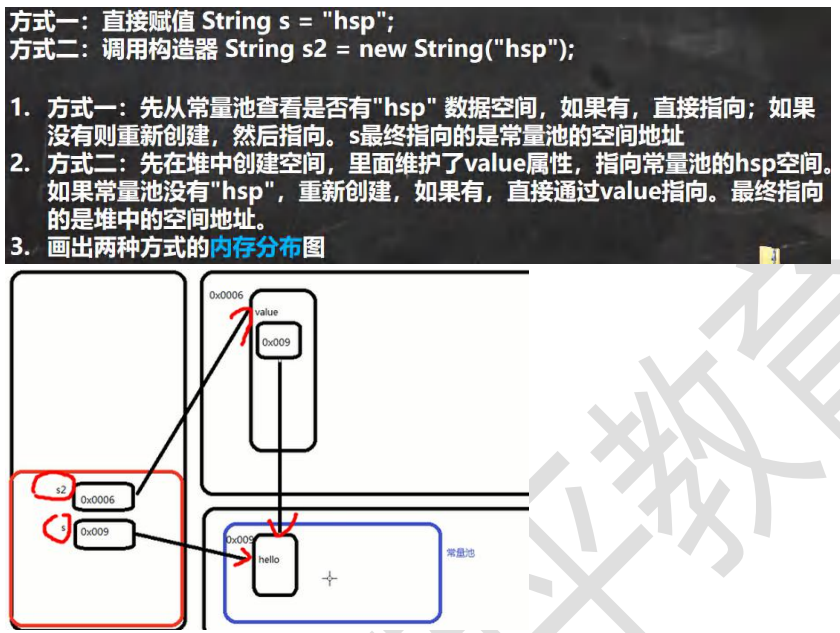 方式一：直接赋值 String s = "hsp";
方式二：调用构造器 String s2 = new String("hsp");
1. 方式一：先从常量池查看是否有"hsp" 数据空间，如果有，直接指向；如果
没有则重新创建，然后指向。s最终指向的是常量池的空间地址
2. 方式二：先在堆中创建空间，里面维护了value属性，指向常量池的hsp空间。
如果常量池没有"hsp"，重新创建，如果有，直接通过value指向。最终指向
的是堆中的空间地址。
3. 画出两种方式的内存分布图
0x0006
value
0x009
s2
0x0006
s
0x009
0x009
hello
常量池
平教育